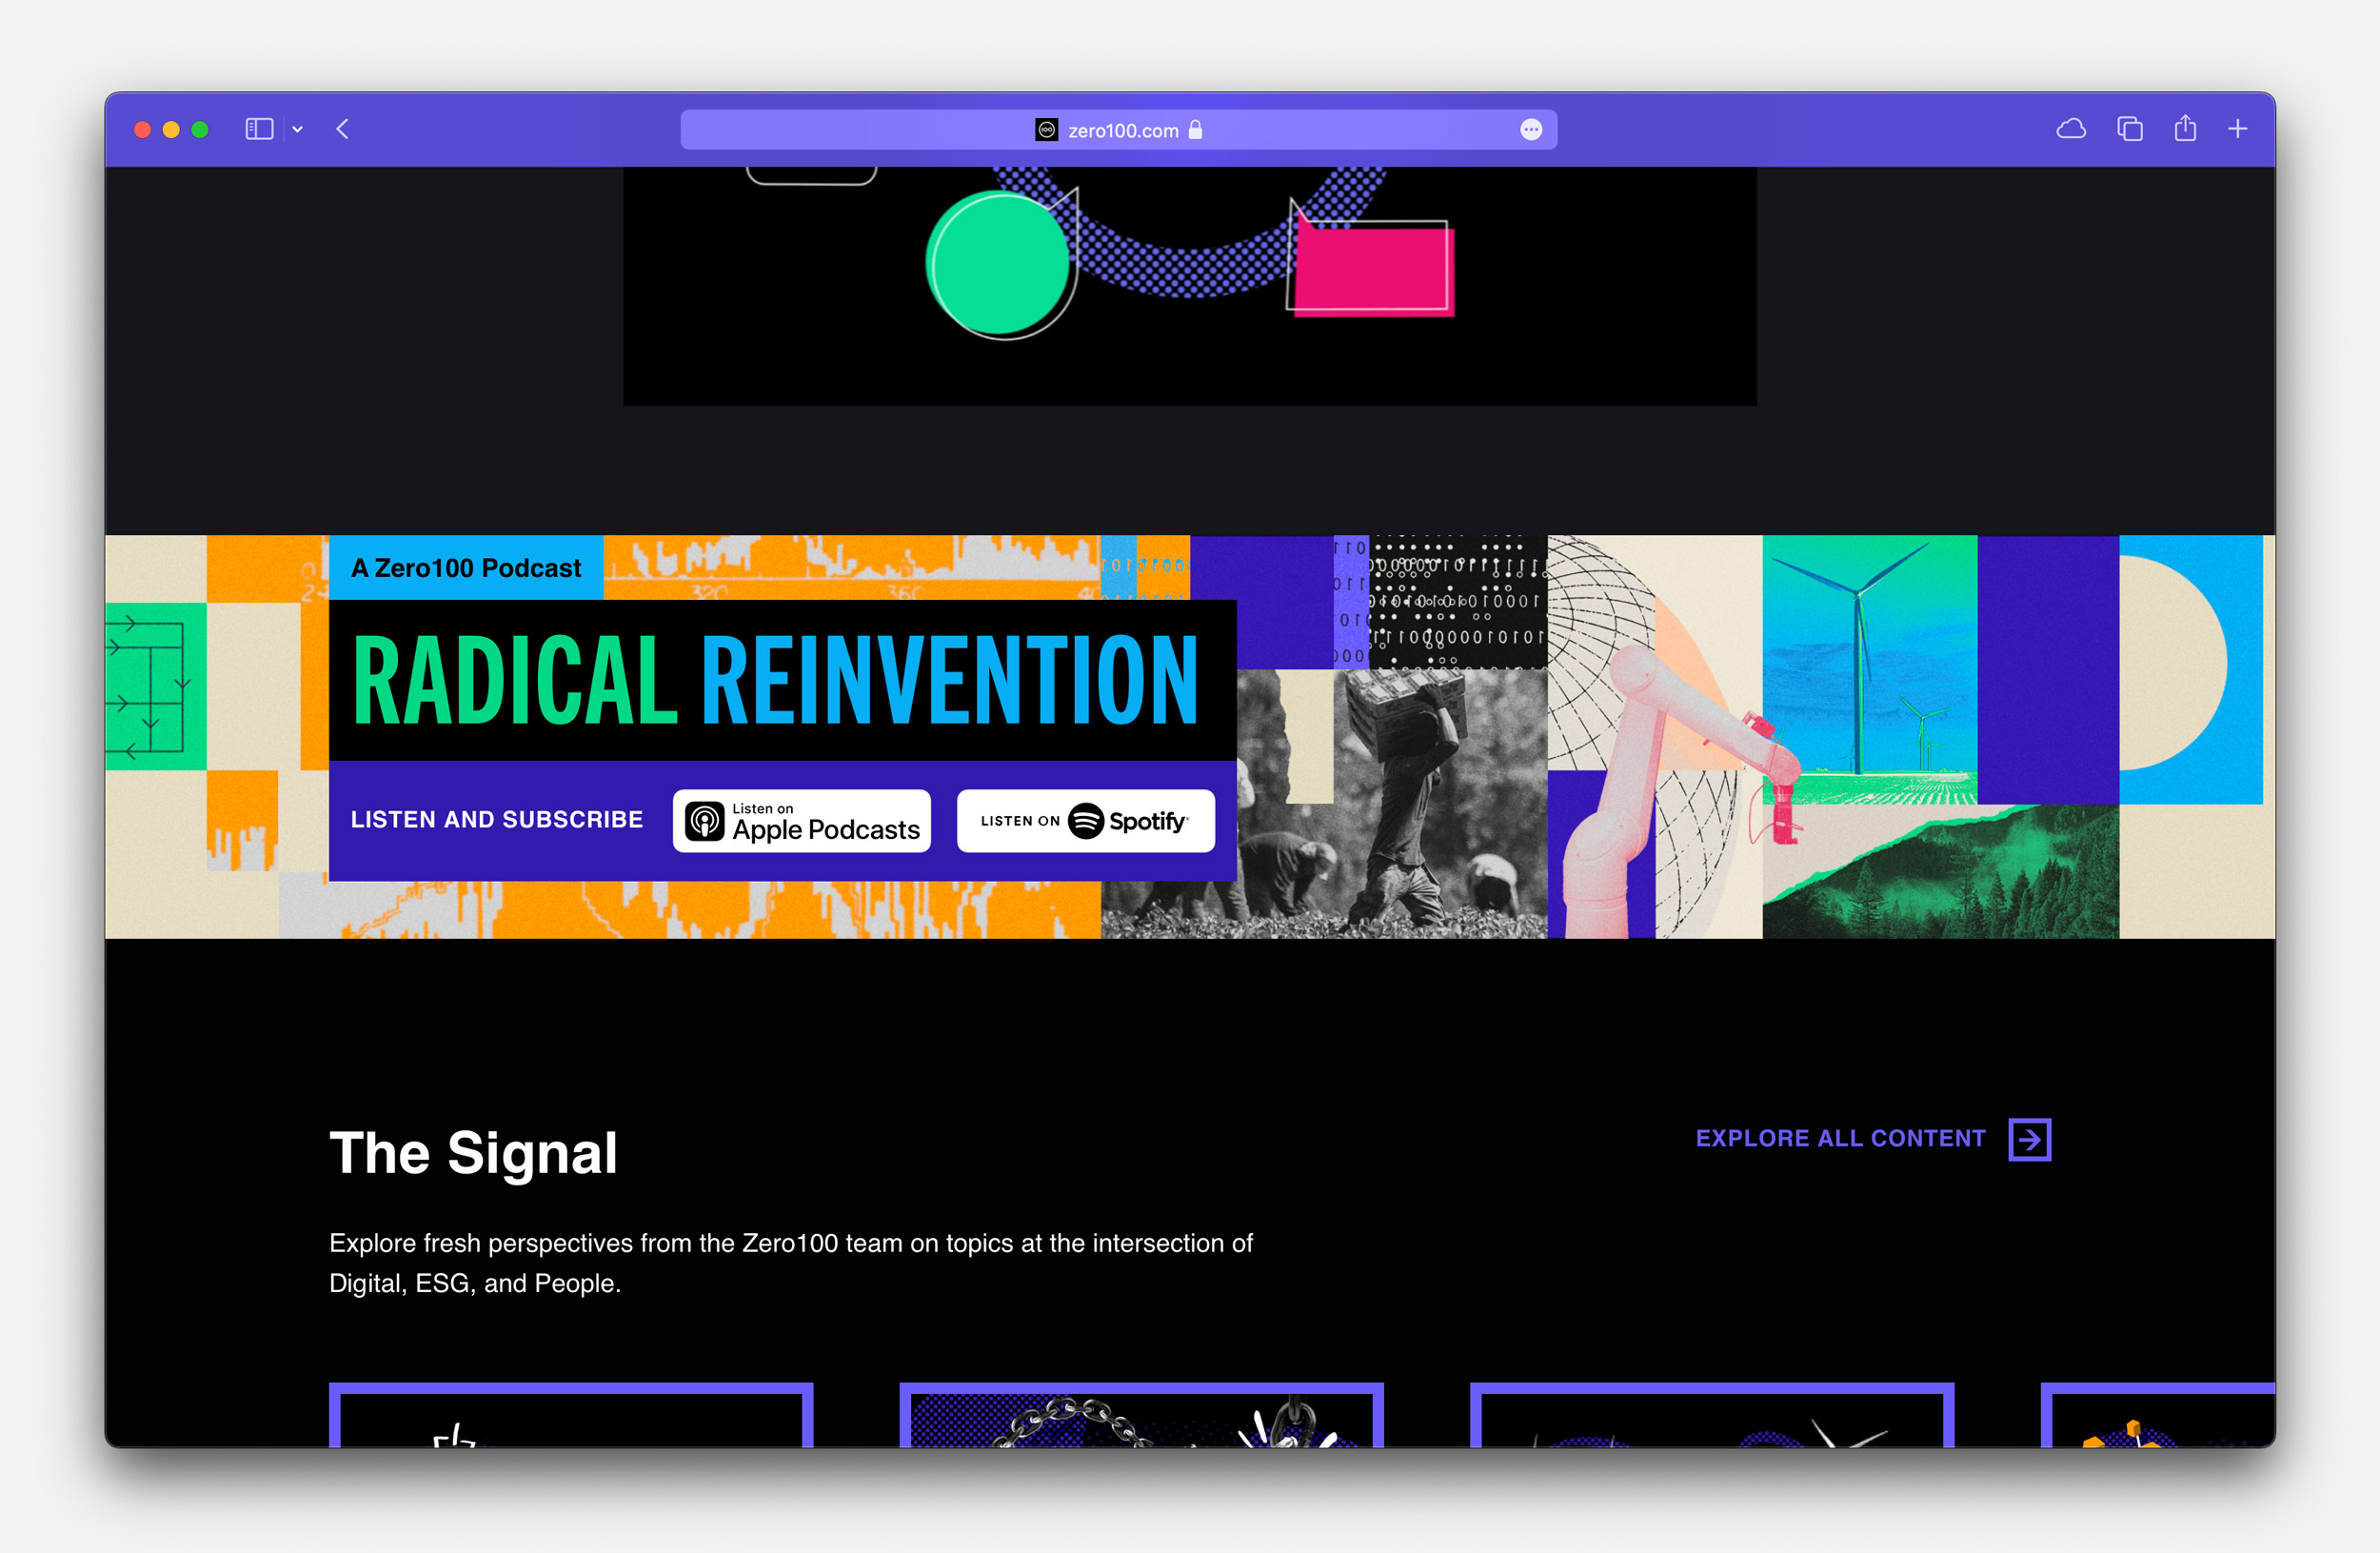 zero100.com
A Zero100 Podcast
320
360
RADICAL REINVENTION
LISTEN AND SUBSCRIBE
Listen on
Apple Podcasts
LISTEN ON Spotify
The Signal
EXPLORE ALL CONTENT
Explore fresh perspectives from the Zero100 team on topics at the intersection of
Digital, ESG, and People.